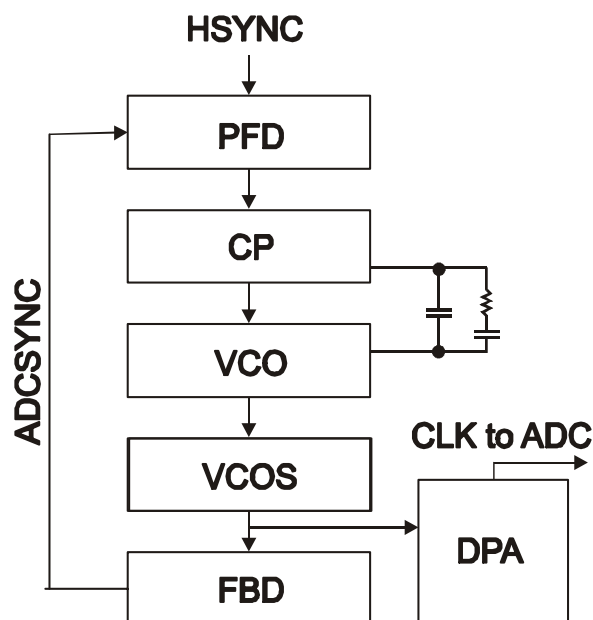 HSYNC
PFD
CP
ADCSYNC
VCO
CLK to ADC
VCOS
DPA
FBD